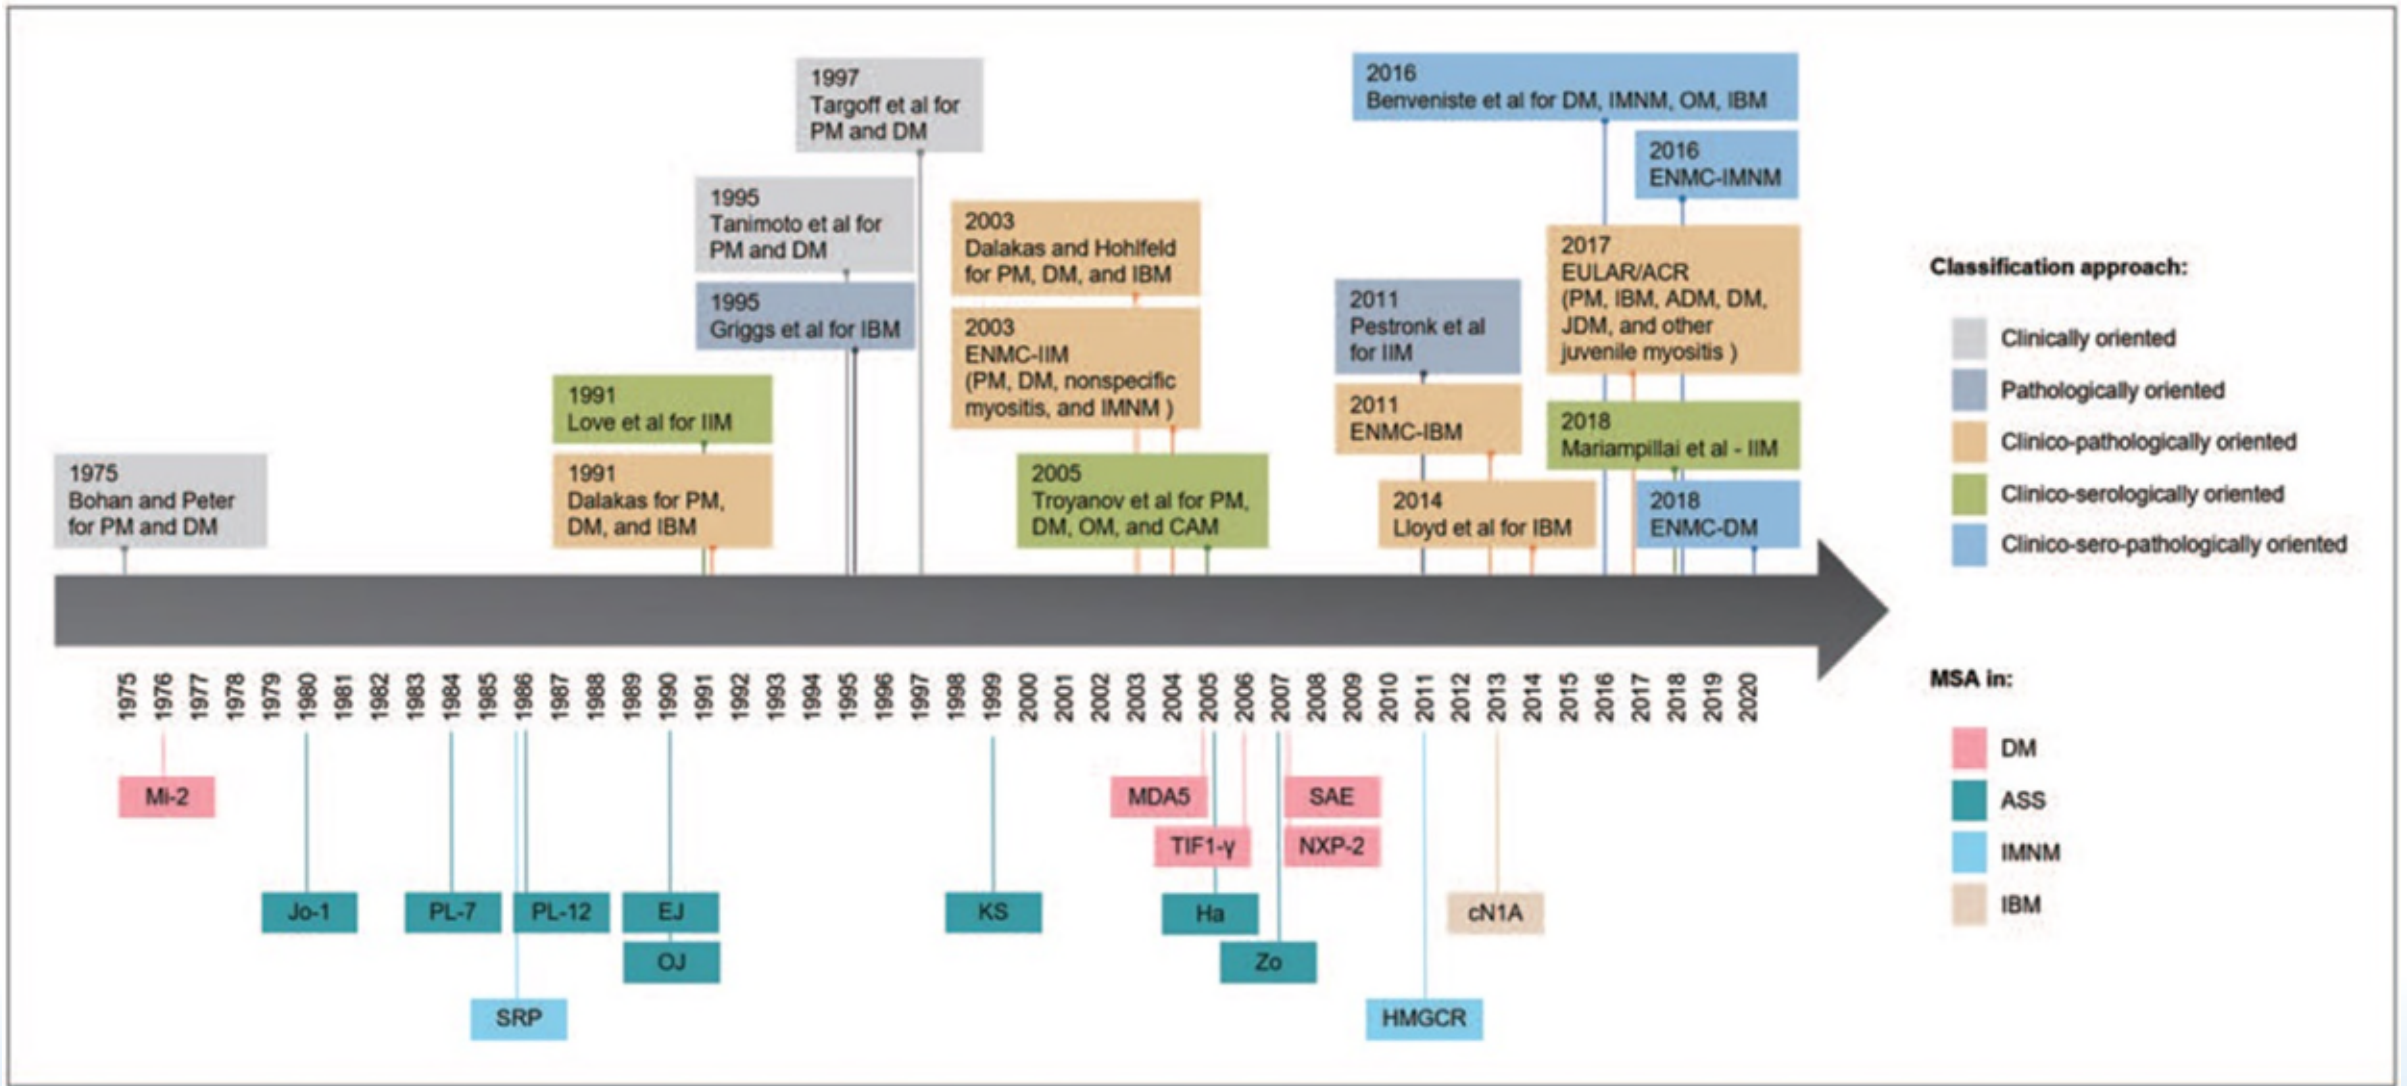 1997
Targoff et al for
PM and DM
2016
Benveniste et al for DM, IMNM, OM, IBM
2016
ENMC-IMNM
1995
Tanimoto et al for
PM and DM
2003
Dalakas and Hohlfeld
for PM, DM, and IBM
2017
EULAR/ACR
(PM, IBM, ADM, DM,
JDM, and other
juvenile myositis )
1995
Griggs et al for IBM
2011
Pestronk et al
for IIM
2003
ENMC-IIM
(PM, DM, nonspecific
myositis, and IMNM )
1991
Love et al for IIM
2011
ENMC-IBM
2018
Mariampillai et al - IIM
1975
Bohan and Peter
for PM and DM
1991
Dalakas for PM,
DM, and IBM
2005
Troyanov et al for PM,
DM, OM, and CAM
2014
Lloyd et al for IBM
2018
ENMC-DM
Classification approach:
Clinically oriented
Pathologically oriented
Clinico-pathologically oriented
Clinico-serologically oriented
Clinico-sero-pathologically oriented
1975
1976
1977
1978
1979
1980
1981
1982
1983
1984
1985
1986
1987
1988
1989
1990
1991
1992
1993
1994
1995
1996
1997
1998
1999
2000
2001
2002
2003
2004
2005
2006
2007
2008
2009
2010
2011
2012
2013
2014
2015
2016
2017
2018
2019
2020
Mi-2
MDA5
SAE
TIF1-γ
NXP-2
Jo-1
PL-7
PL-12
EJ
KS
Ha
cN1A
OJ
Zo
SRP
HMGCR
MSA in:
DM
ASS
IMNM
IBM